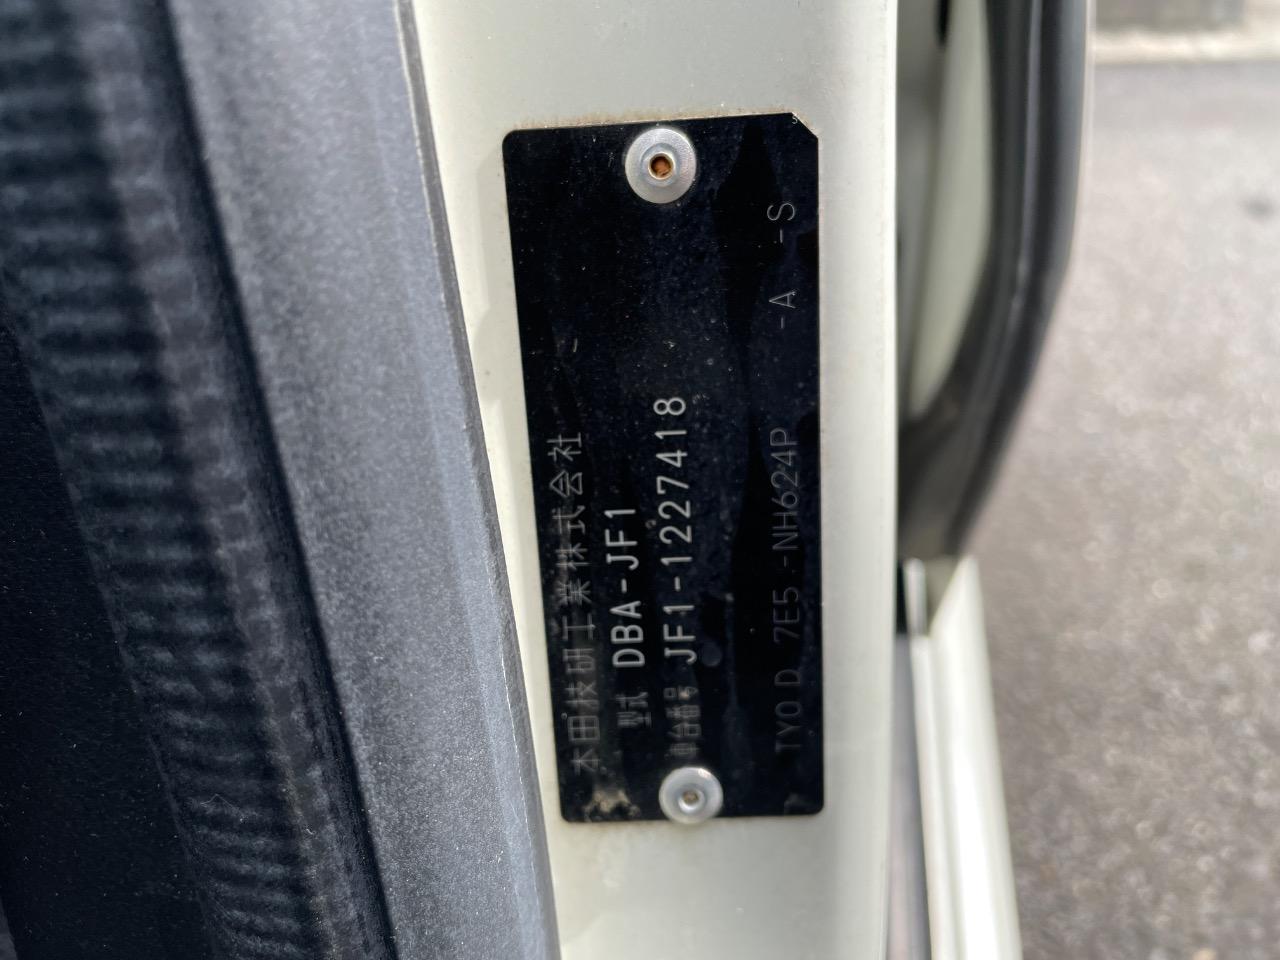 本田技研工業株式会社
型式 DBA-JF1
車台番号 JF1-1227418
TY0D 7E5 -NH624P -A -S